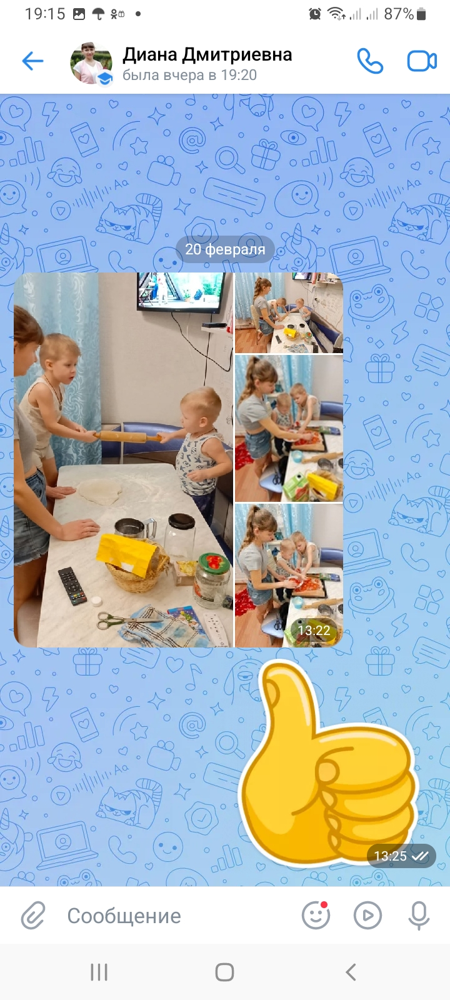 19:15
87%
Диана Дмитриевна
была вчера в 19:20
20 февраля
13:22
13:25
Сообщение